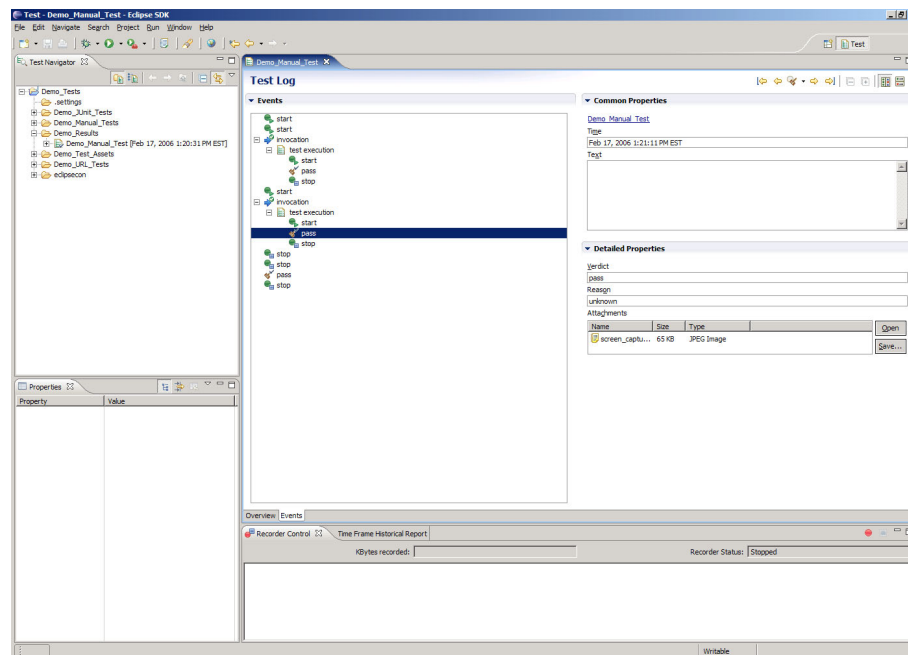 Test - Demo_Manual_Test - Eclipse SDK
File Edit Navigate Search Project Run Window Help
Test
Test Navigator
Demo_Tests
.settings
Demo_JUnit_Tests
Demo_Manual_Tests
Demo_Results
Demo_Manual_Test [Feb 17, 2006 1:20:31 PM EST]
Demo_Test_Assets
Demo_URL_Tests
eclipsecon
Properties
Property Value
Demo_Manual_Test
Test Log
Events
start
start
invocation
test execution
start
pass
stop
start
invocation
test execution
start
pass
stop
stop
stop
pass
stop
Common Properties
Demo Manual Test
Time
Feb 17, 2006 1:21:11 PM EST
Text
Detailed Properties
Verdict
pass
Reason
unknown
Attachments
Name Size Type
screen_captu... 65 KB JPEG Image
Open
Save...
Overview Events
Recorder Control Time Frame Historical Report
KBytes recorded: Recorder Status: Stopped
Writable